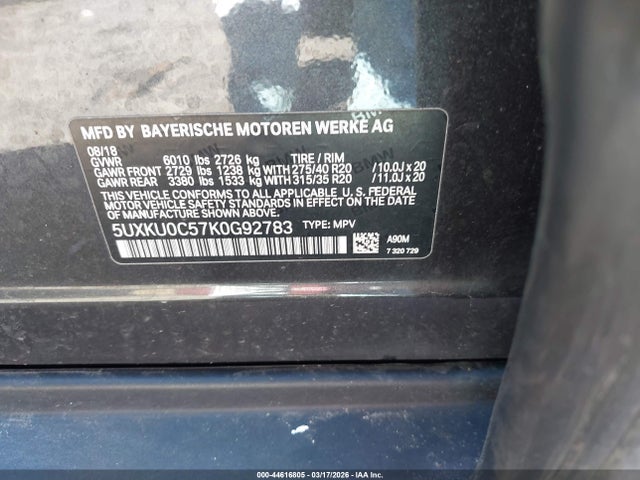 MFD BY BAYERISCHE MOTOREN WERKE AG
08/18
GVWR 6010 lbs 2726 kg TIRE / RIM
GAWR FRONT 2729 lbs 1238 kg WITH 275/40 R20 /10.0J x 20
GAWR REAR 3380 lbs 1533 kg WITH 315/35 R20 /11.0J x 20
THIS VEHICLE CONFORMS TO ALL APPLICABLE U. S. FEDERAL
MOTOR VEHICLE SAFETY STANDARDS IN EFFECT ON THE
DATE OF MANUFACTURE SHOWN ABOVE.
5UXKU0C57K0G92783 TYPE: MPV
A90M
7 320 729
000-44616805 - 03/17/2026 - IAA Inc.